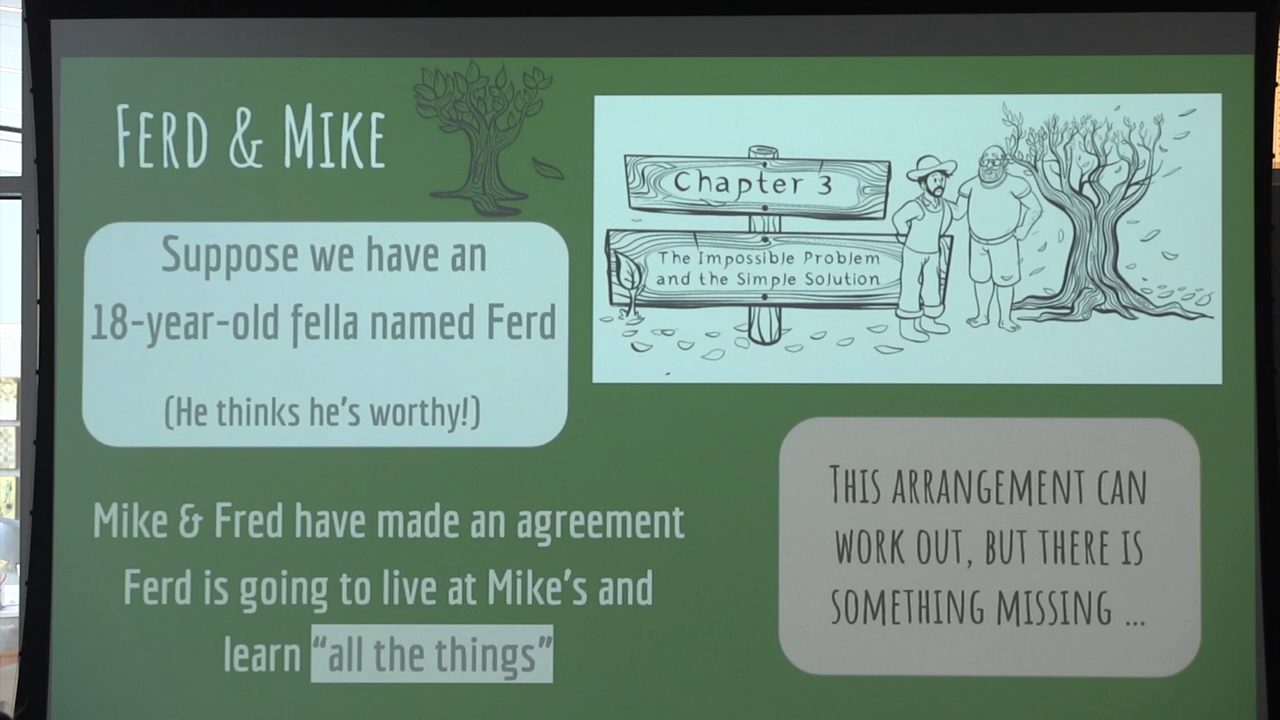 FERD & MIKE
Suppose we have an
18-year-old fella named Ferd
(He thinks he's worthy!)
Chapter 3
The Impossible Problem
and the Simple Solution
Mike & Fred have made an agreement
Ferd is going to live at Mike's and
learn "all the things"
THIS ARRANGEMENT CAN
WORK OUT, BUT THERE IS
SOMETHING MISSING ...